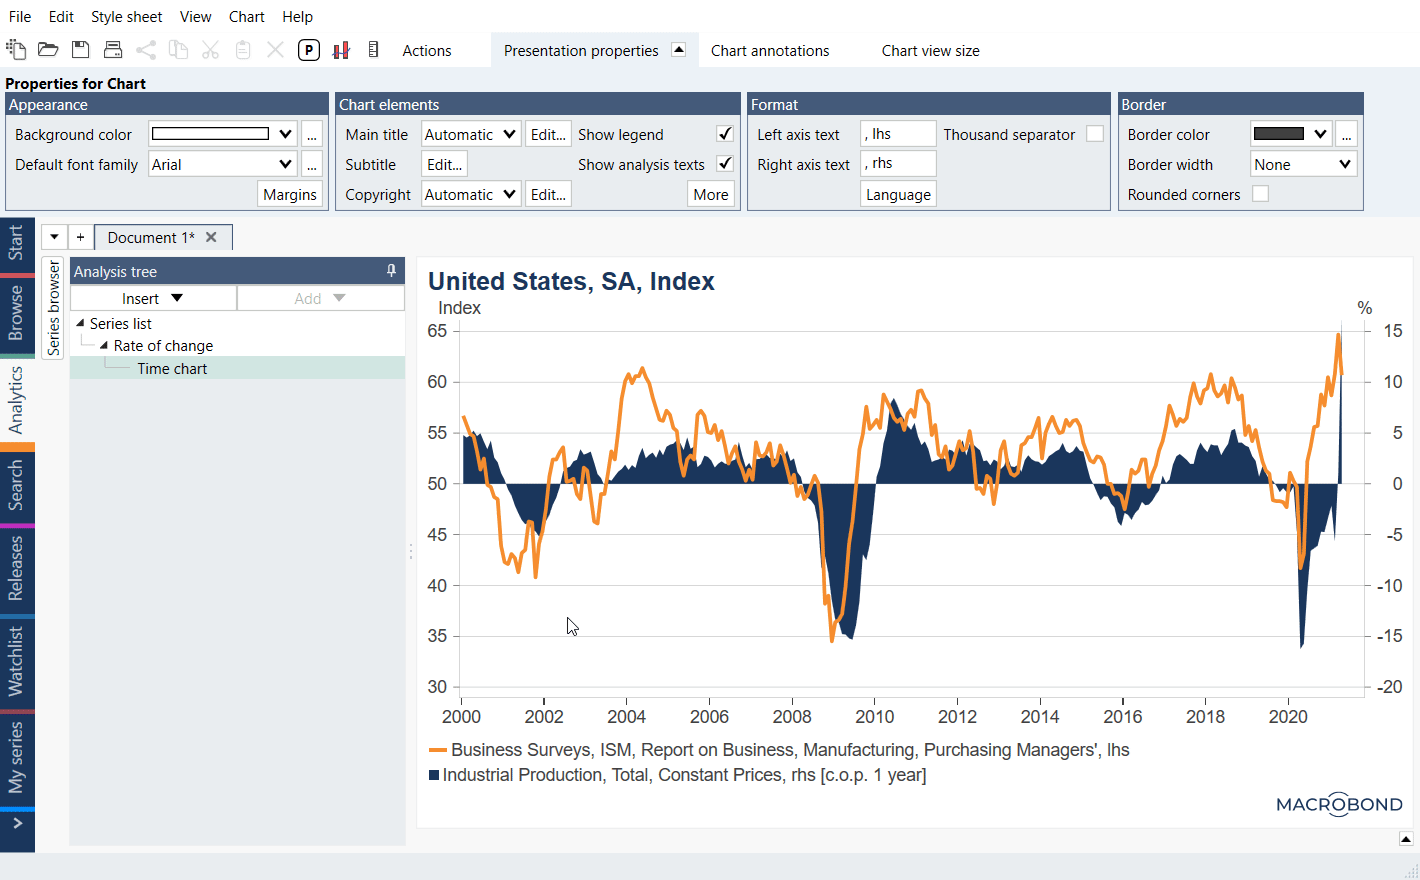 File Edit Style sheet View Chart Help
P Actions Presentation properties Chart annotations Chart view size
Properties for Chart
Appearance
Background color ...
Default font family Arial ...
Margins
Chart elements
Main title Automatic Edit... Show legend
Subtitle Edit... Show analysis texts
Copyright Automatic Edit... More
Format
Left axis text , lhs Thousand separator
Right axis text , rhs
Language
Border
Border color ...
Border width None
Rounded corners
Start
Browse
Analytics
Search
Releases
Watchlist
My series
+ Document 1*
Series browser
Analysis tree
Insert Add
Series list
Rate of change
Time chart
United States, SA, Index
Index %
65 15
60 10
55 5
50 0
45 -5
40 -10
35 -15
30 -20
2000 2002 2004 2006 2008 2010 2012 2014 2016 2018 2020
Business Surveys, ISM, Report on Business, Manufacturing, Purchasing Managers', lhs
Industrial Production, Total, Constant Prices, rhs [c.o.p. 1 year]
MACROBOND